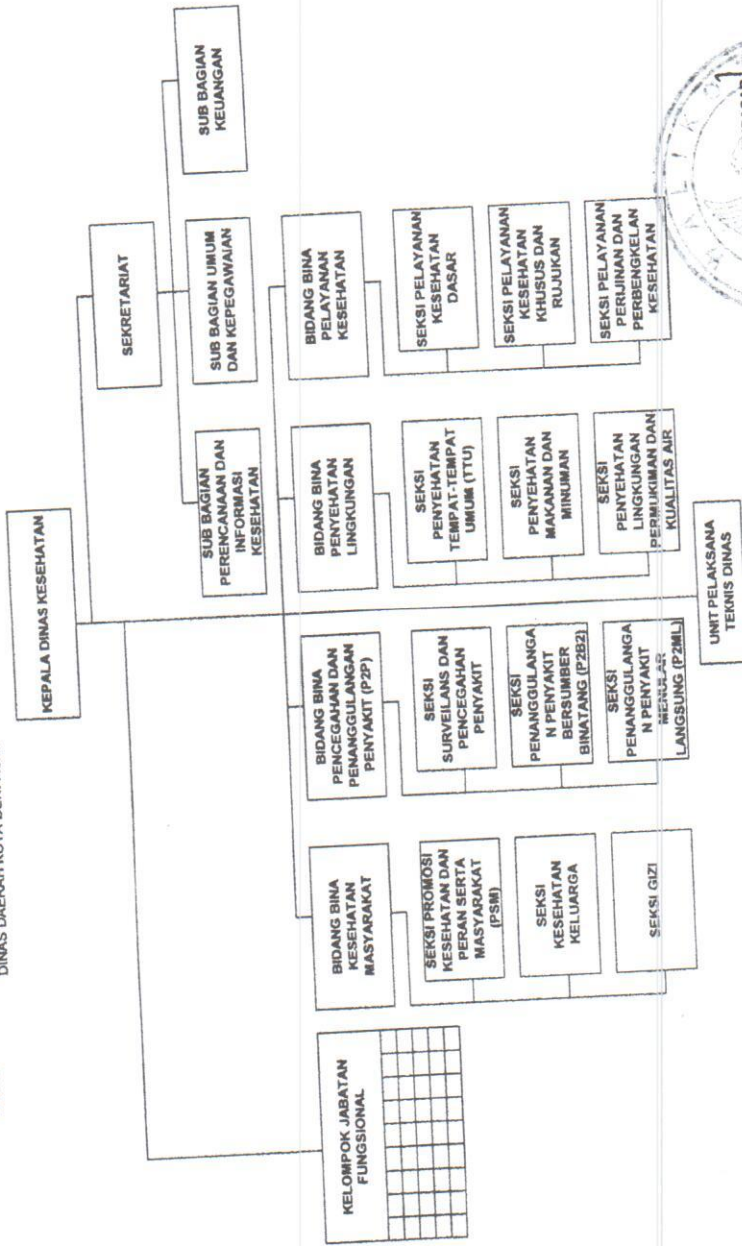 DINAS DAERAH KOTA
KEPALA DINAS KESEHATAN
SEKRETARIAT
SUB BAGIAN
PERENCANAAN DAN
INFORMASI
KESEHATAN
SUB BAGIAN UMUM
DAN KEPEGAWAIAN
SUB BAGIAN
KEUANGAN
KELOMPOK JABATAN
FUNGSIONAL
BIDANG BINA
KESEHATAN
MASYARAKAT
SEKSI PROMOSI
KESEHATAN DAN
PERAN SERTA
MASYARAKAT
(PSM)
SEKSI
KESEHATAN
KELUARGA
SEKSI GIZI
BIDANG BINA
PENCEGAHAN DAN
PENANGGULANGAN
PENYAKIT (P2P)
SEKSI
SURVEILANS DAN
PENCEGAHAN
PENYAKIT
SEKSI
PENANGGULANGA
N PENYAKIT
BERSUMBER
BINATANG (P2B2)
SEKSI
PENANGGULANGA
N PENYAKIT
MENULAR
LANGSUNG (P2ML)
BIDANG BINA
PENYEHATAN
LINGKUNGAN
SEKSI
PENYEHATAN
TEMPAT-TEMPAT
UMUM (TTU)
SEKSI
PENYEHATAN
MAKANAN DAN
MINUMAN
SEKSI
PENYEHATAN
LINGKUNGAN
PERMUKIMAN DAN
KUALITAS AIR
BIDANG BINA
PELAYANAN
KESEHATAN
SEKSI PELAYANAN
KESEHATAN
DASAR
SEKSI PELAYANAN
KESEHATAN
KHUSUS DAN
RUJUKAN
SEKSI PELAYANAN
PERIJINAN DAN
PERBENGKELAN
KESEHATAN
UNIT PELAKSANA
TEKNIS DINAS